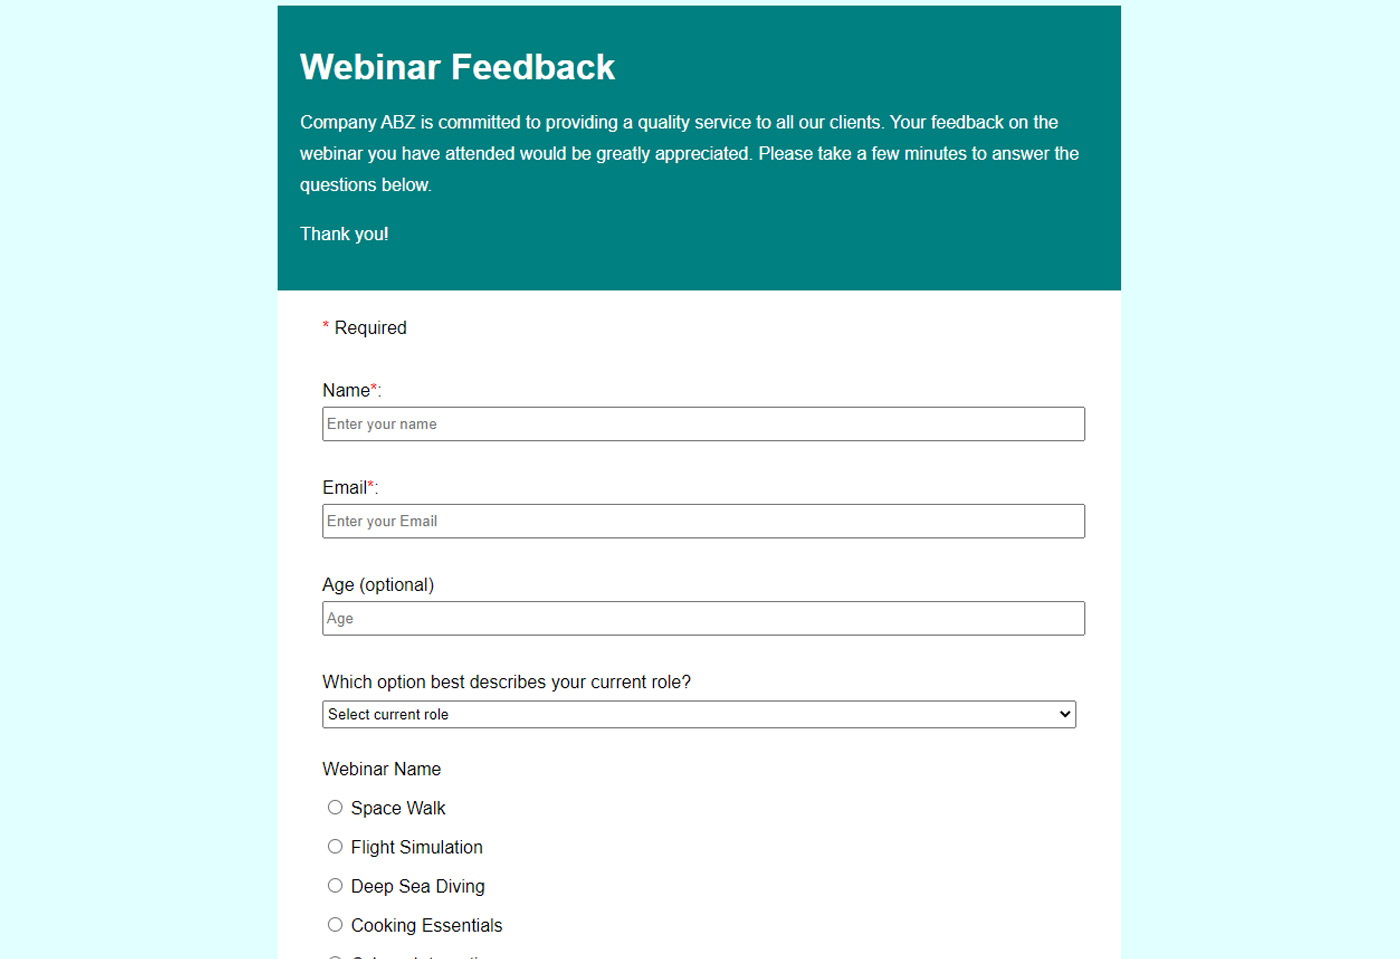 Webinar Feedback
Company ABZ is committed to providing a quality service to all our clients. Your feedback on the
webinar you have attended would be greatly appreciated. Please take a few minutes to answer the
questions below.
Thank you!
* Required
Name*:
Enter your name
Email*:
Enter your Email
Age (optional)
Age
Which option best describes your current role?
Select current role
Webinar Name
Space Walk
Flight Simulation
Deep Sea Diving
Cooking Essentials